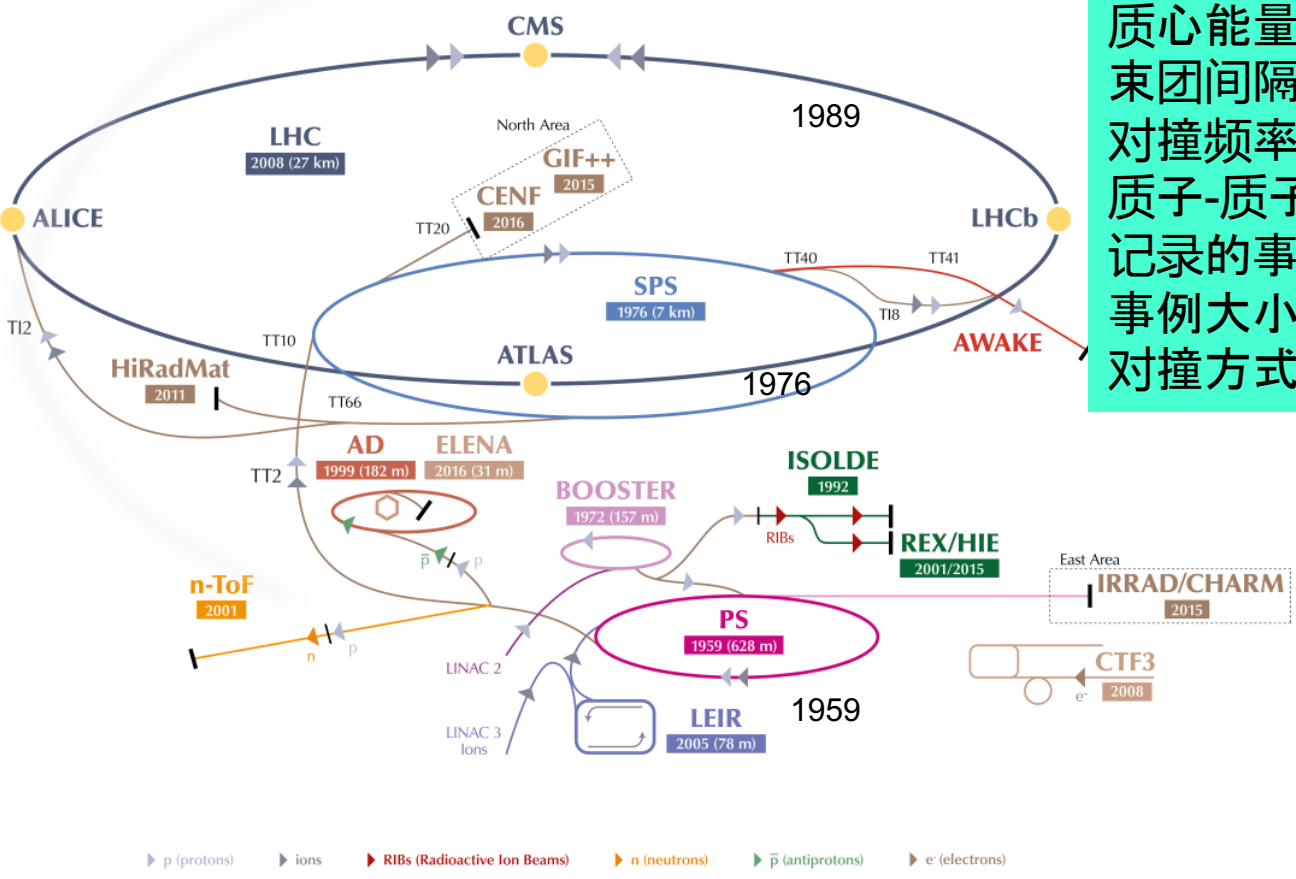 CMS
质心能量
束团间隔
对撞频率
质子-质子
记录的事
事例大小
对撞方式
1989
LHC
2008 (27 km)
North Area
GIF++
2015
CENF
2016
ALICE
LHCb
TT20
TT40
TT41
SPS
1976 (7 km)
TI8
TI2
TT10
AWAKE
ATLAS
HiRadMat
2011
1976
TT66
AD
1999 (182 m)
ELENA
2016 (31 m)
TT2
ISOLDE
1992
BOOSTER
1972 (157 m)
RIBs
REX/HIE
2001/2015
p̅
p
East Area
IRRAD/CHARM
2015
n-ToF
2001
n
p
PS
1959 (628 m)
LINAC 2
CTF3
e-
2008
1959
LEIR
2005 (78 m)
LINAC 3
Ions
p (protons)
ions
RIBs (Radioactive Ion Beams)
n (neutrons)
p̅ (antiprotons)
e- (electrons)